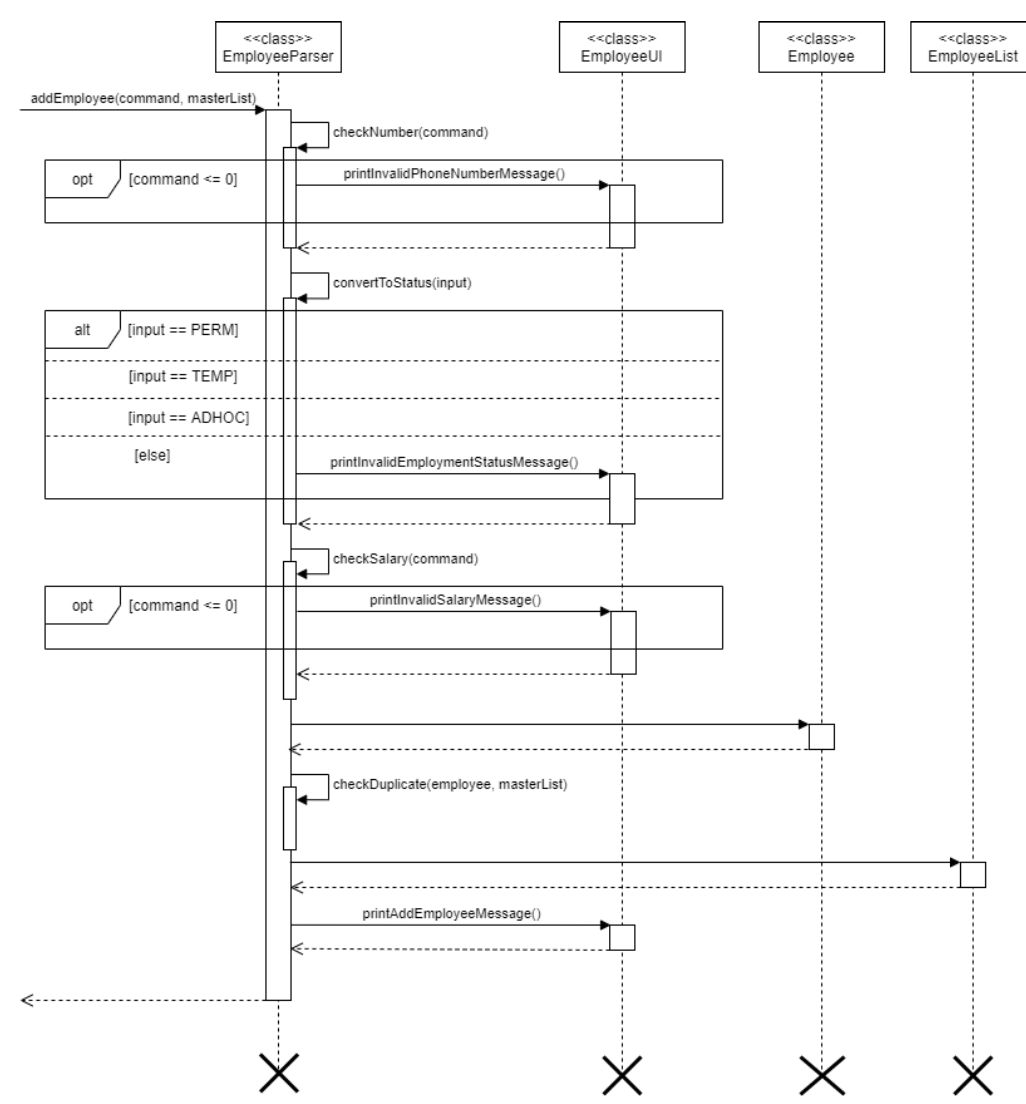 <<class>>
EmployeeParser
<<class>>
EmployeeUI
<<class>>
Employee
<<class>>
EmployeeList
addEmployee(command, masterList)
checkNumber(command)
opt
[command <= 0]
printInvalidPhoneNumberMessage()
convertToStatus(input)
alt
[input == PERM]
[input == TEMP]
[input == ADHOC]
[else]
printInvalidEmploymentStatusMessage()
checkSalary(command)
opt
[command <= 0]
printInvalidSalaryMessage()
checkDuplicate(employee, masterList)
printAddEmployeeMessage()